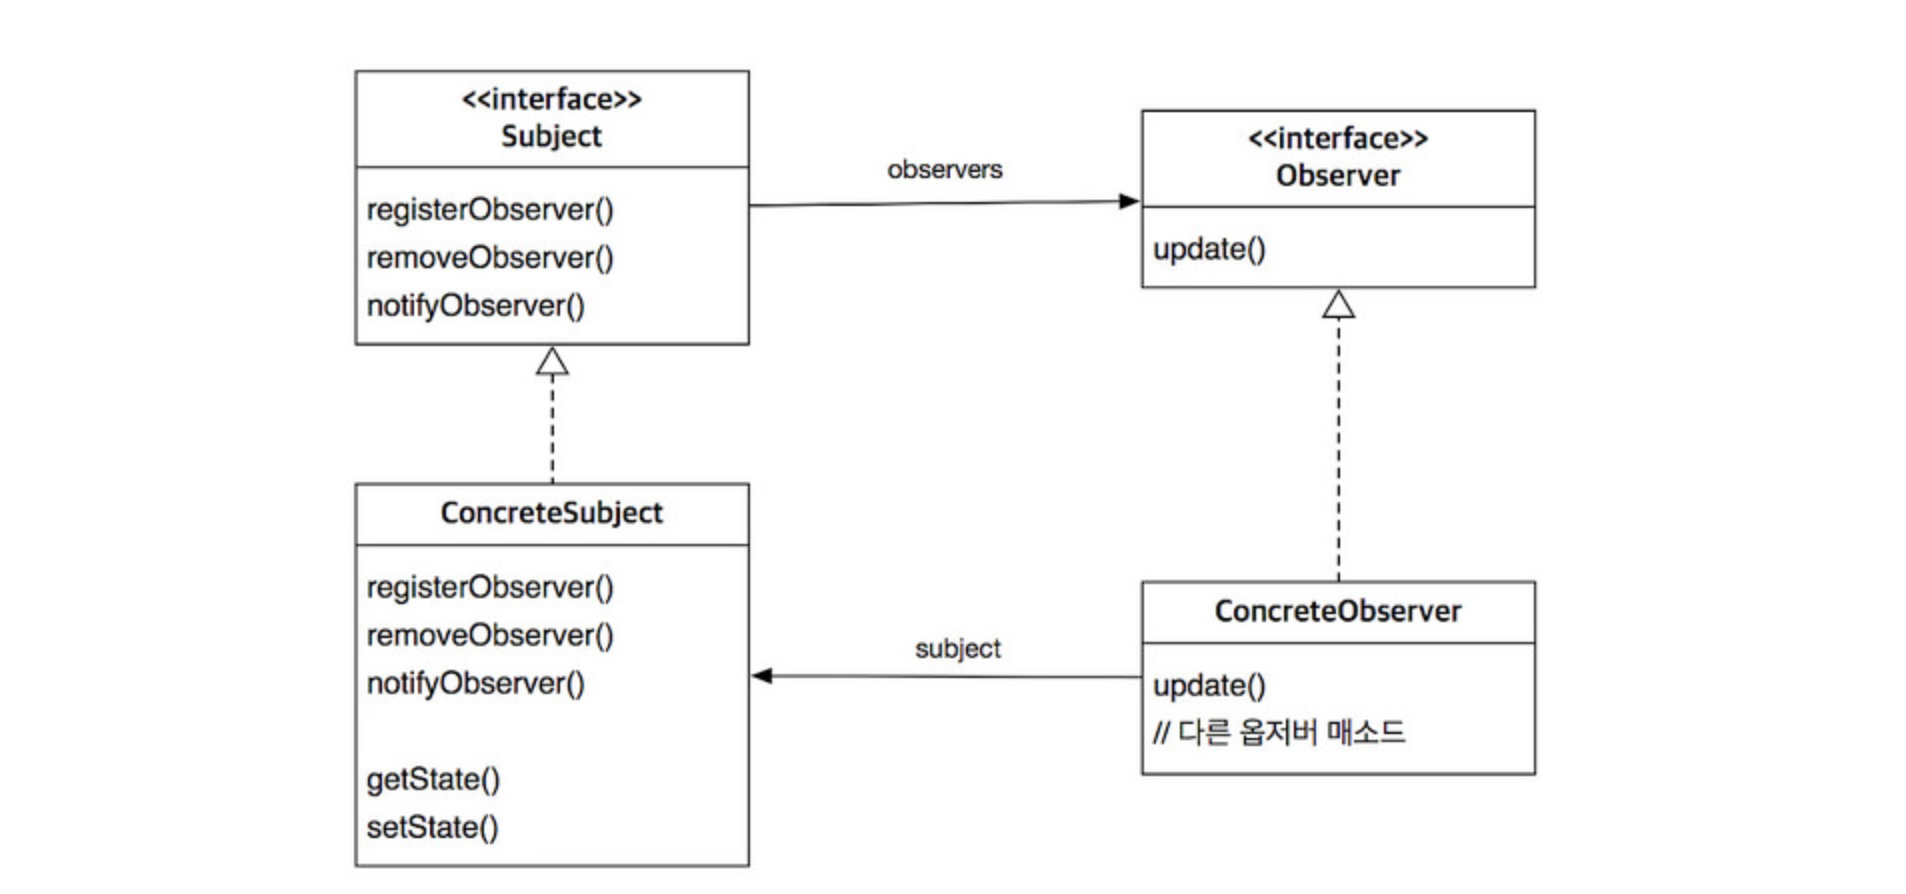 <<interface>>
Subject
registerObserver()
removeObserver()
notifyObserver()
observers
<<interface>>
Observer
update()
ConcreteSubject
registerObserver()
removeObserver()
notifyObserver()
getState()
setState()
subject
ConcreteObserver
update()
// 다른 옵저버 매소드